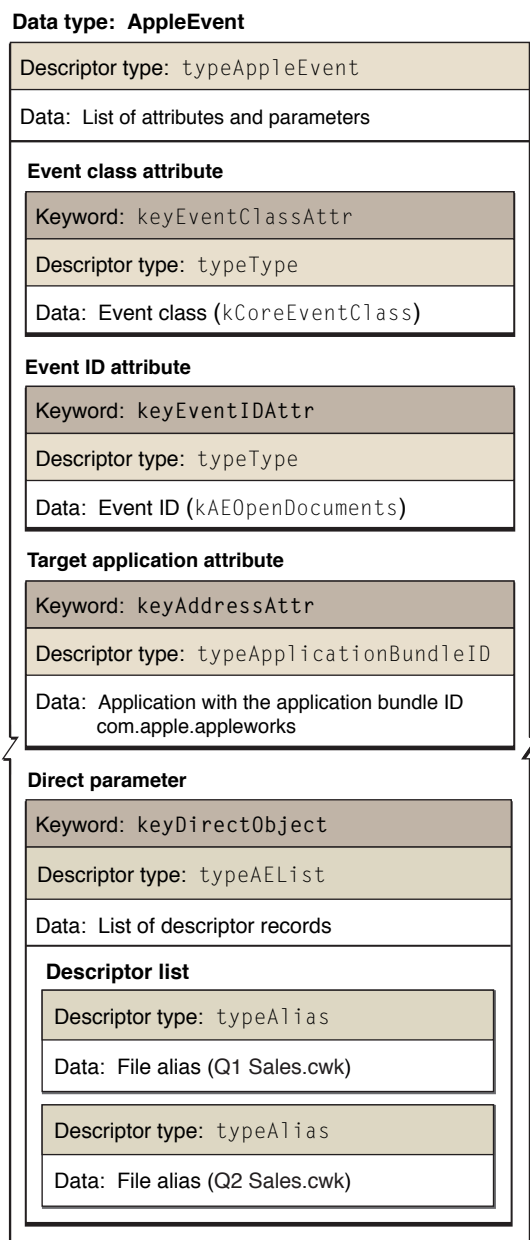 Data type: AppleEvent
Descriptor type: typeAppleEvent
Data: List of attributes and parameters
Event class attribute
Keyword: keyEventClassAttr
Descriptor type: typeType
Data: Event class (kCoreEventClass)
Event ID attribute
Keyword: keyEventIDAttr
Descriptor type: typeType
Data: Event ID (kAEOpenDocuments)
Target application attribute
Keyword: keyAddressAttr
Descriptor type: typeApplicationBundleID
Data: Application with the application bundle ID
com.apple.appleworks
Direct parameter
Keyword: keyDirectObject
Descriptor type: typeAEList
Data: List of descriptor records
Descriptor list
Descriptor type: typeAlias
Data: File alias (Q1 Sales.cwk)
Descriptor type: typeAlias
Data: File alias (Q2 Sales.cwk)